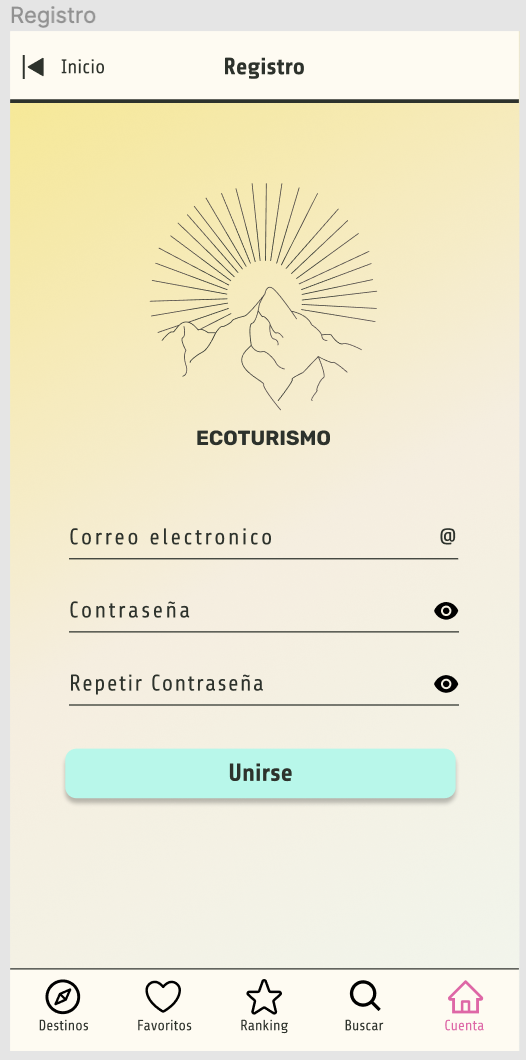 Registro
Inicio
Registro
ECOTURISMO
Correo electronico @
Contraseña
Repetir Contraseña
Unirse
Destinos Favoritos Ranking Buscar Cuenta